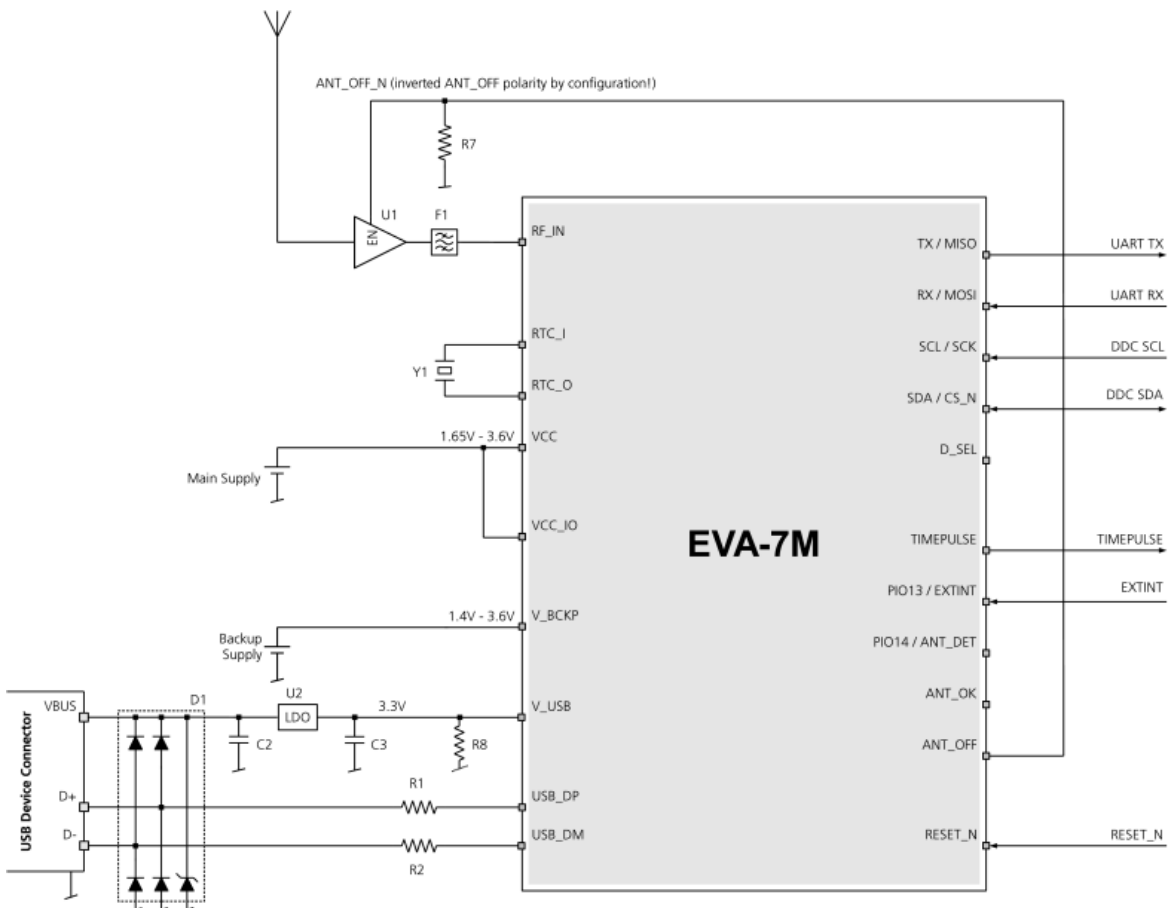 ANT_OFF_N (inverted ANT_OFF polarity by configuration!)
R7
U1
F1
EN
RF_IN
TX / MISO
UART TX
RX / MOSI
UART RX
RTC_I
SCL / SCK
DDC SCL
Y1
RTC_O
SDA / CS_N
DDC SDA
1.65V - 3.6V
VCC
D_SEL
Main Supply
VCC_IO
EVA-7M
TIMEPULSE
TIMEPULSE
PIO13 / EXTINT
EXTINT
1.4V - 3.6V
V_BCKP
Backup
Supply
PIO14 / ANT_DET
ANT_OK
VBUS
D1
U2
LDO
3.3V
V_USB
C2
C3
R8
ANT_OFF
USB Device Connector
D+
R1
USB_DP
D-
R2
USB_DM
RESET_N
RESET_N